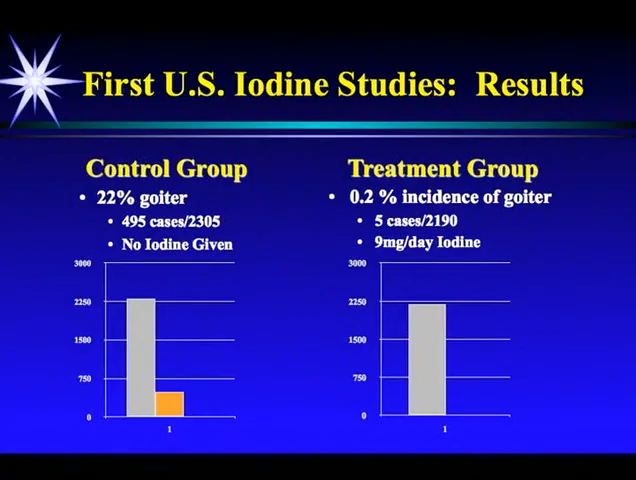 First U.S. Iodine Studies: Results
Control Group
• 22% goiter
• 495 cases/2305
• No Iodine Given
3000
2250
1500
750
0
1
Treatment Group
• 0.2 % incidence of goiter
• 5 cases/2190
• 9mg/day Iodine
3000
2250
1500
750
0
1